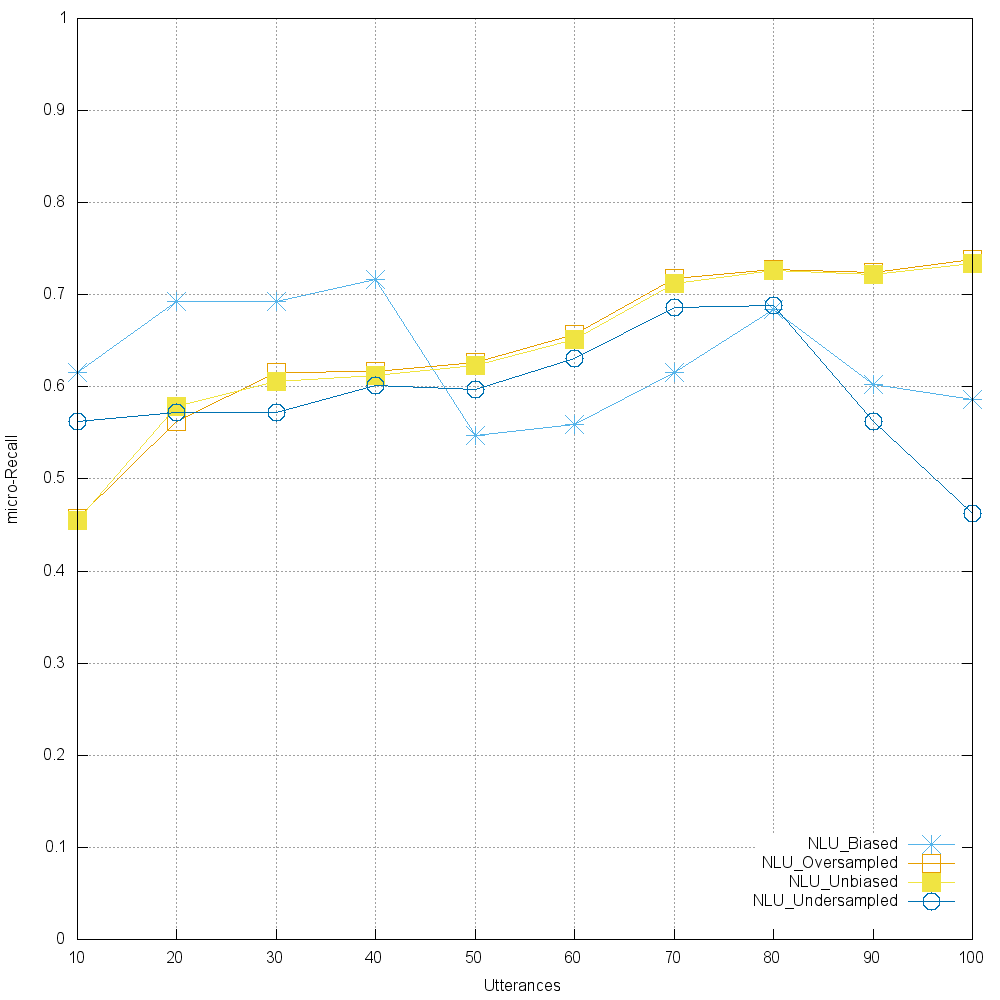 1
0.9
0.8
0.7
0.6
0.5
0.4
0.3
0.2
0.1
0
micro-Recall
NLU_Biased
NLU_Oversampled
NLU_Unbiased
NLU_Undersampled
10 20 30 40 50 60 70 80 90 100
Utterances